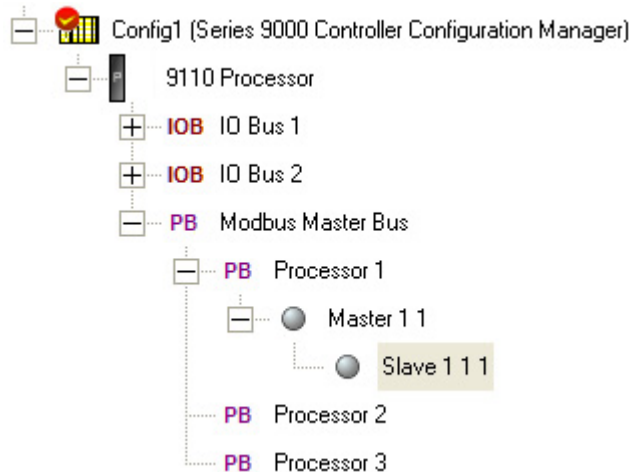 Config1 (Series 9000 Controller Configuration Manager)
P 9110 Processor
IOB IO Bus 1
IOB IO Bus 2
PB Modbus Master Bus
PB Processor 1
Master 1 1
Slave 1 1 1
PB Processor 2
PB Processor 3